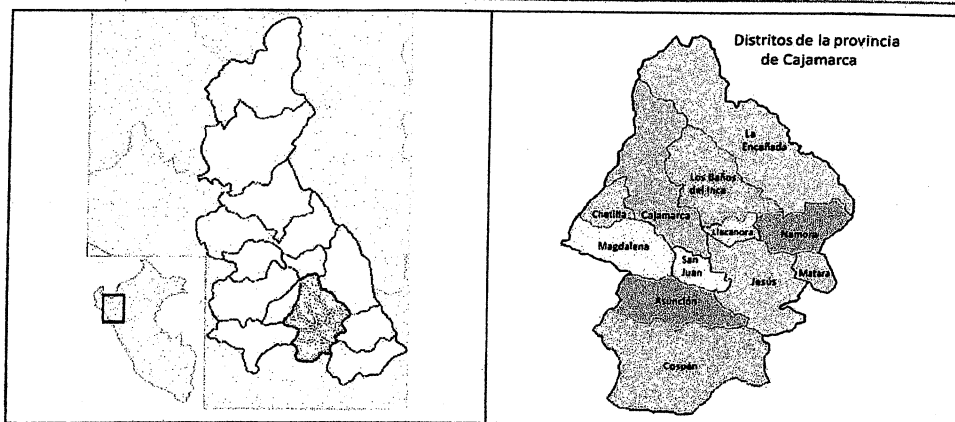 Distritos de la provincia
de Cajamarca
La
Encañada
Los Baños
del Inca
Chetilla
Cajamarca
Llacanora
Namora
Magdalena
San
Juan
Jesús
Matara
Asunción
Cospán